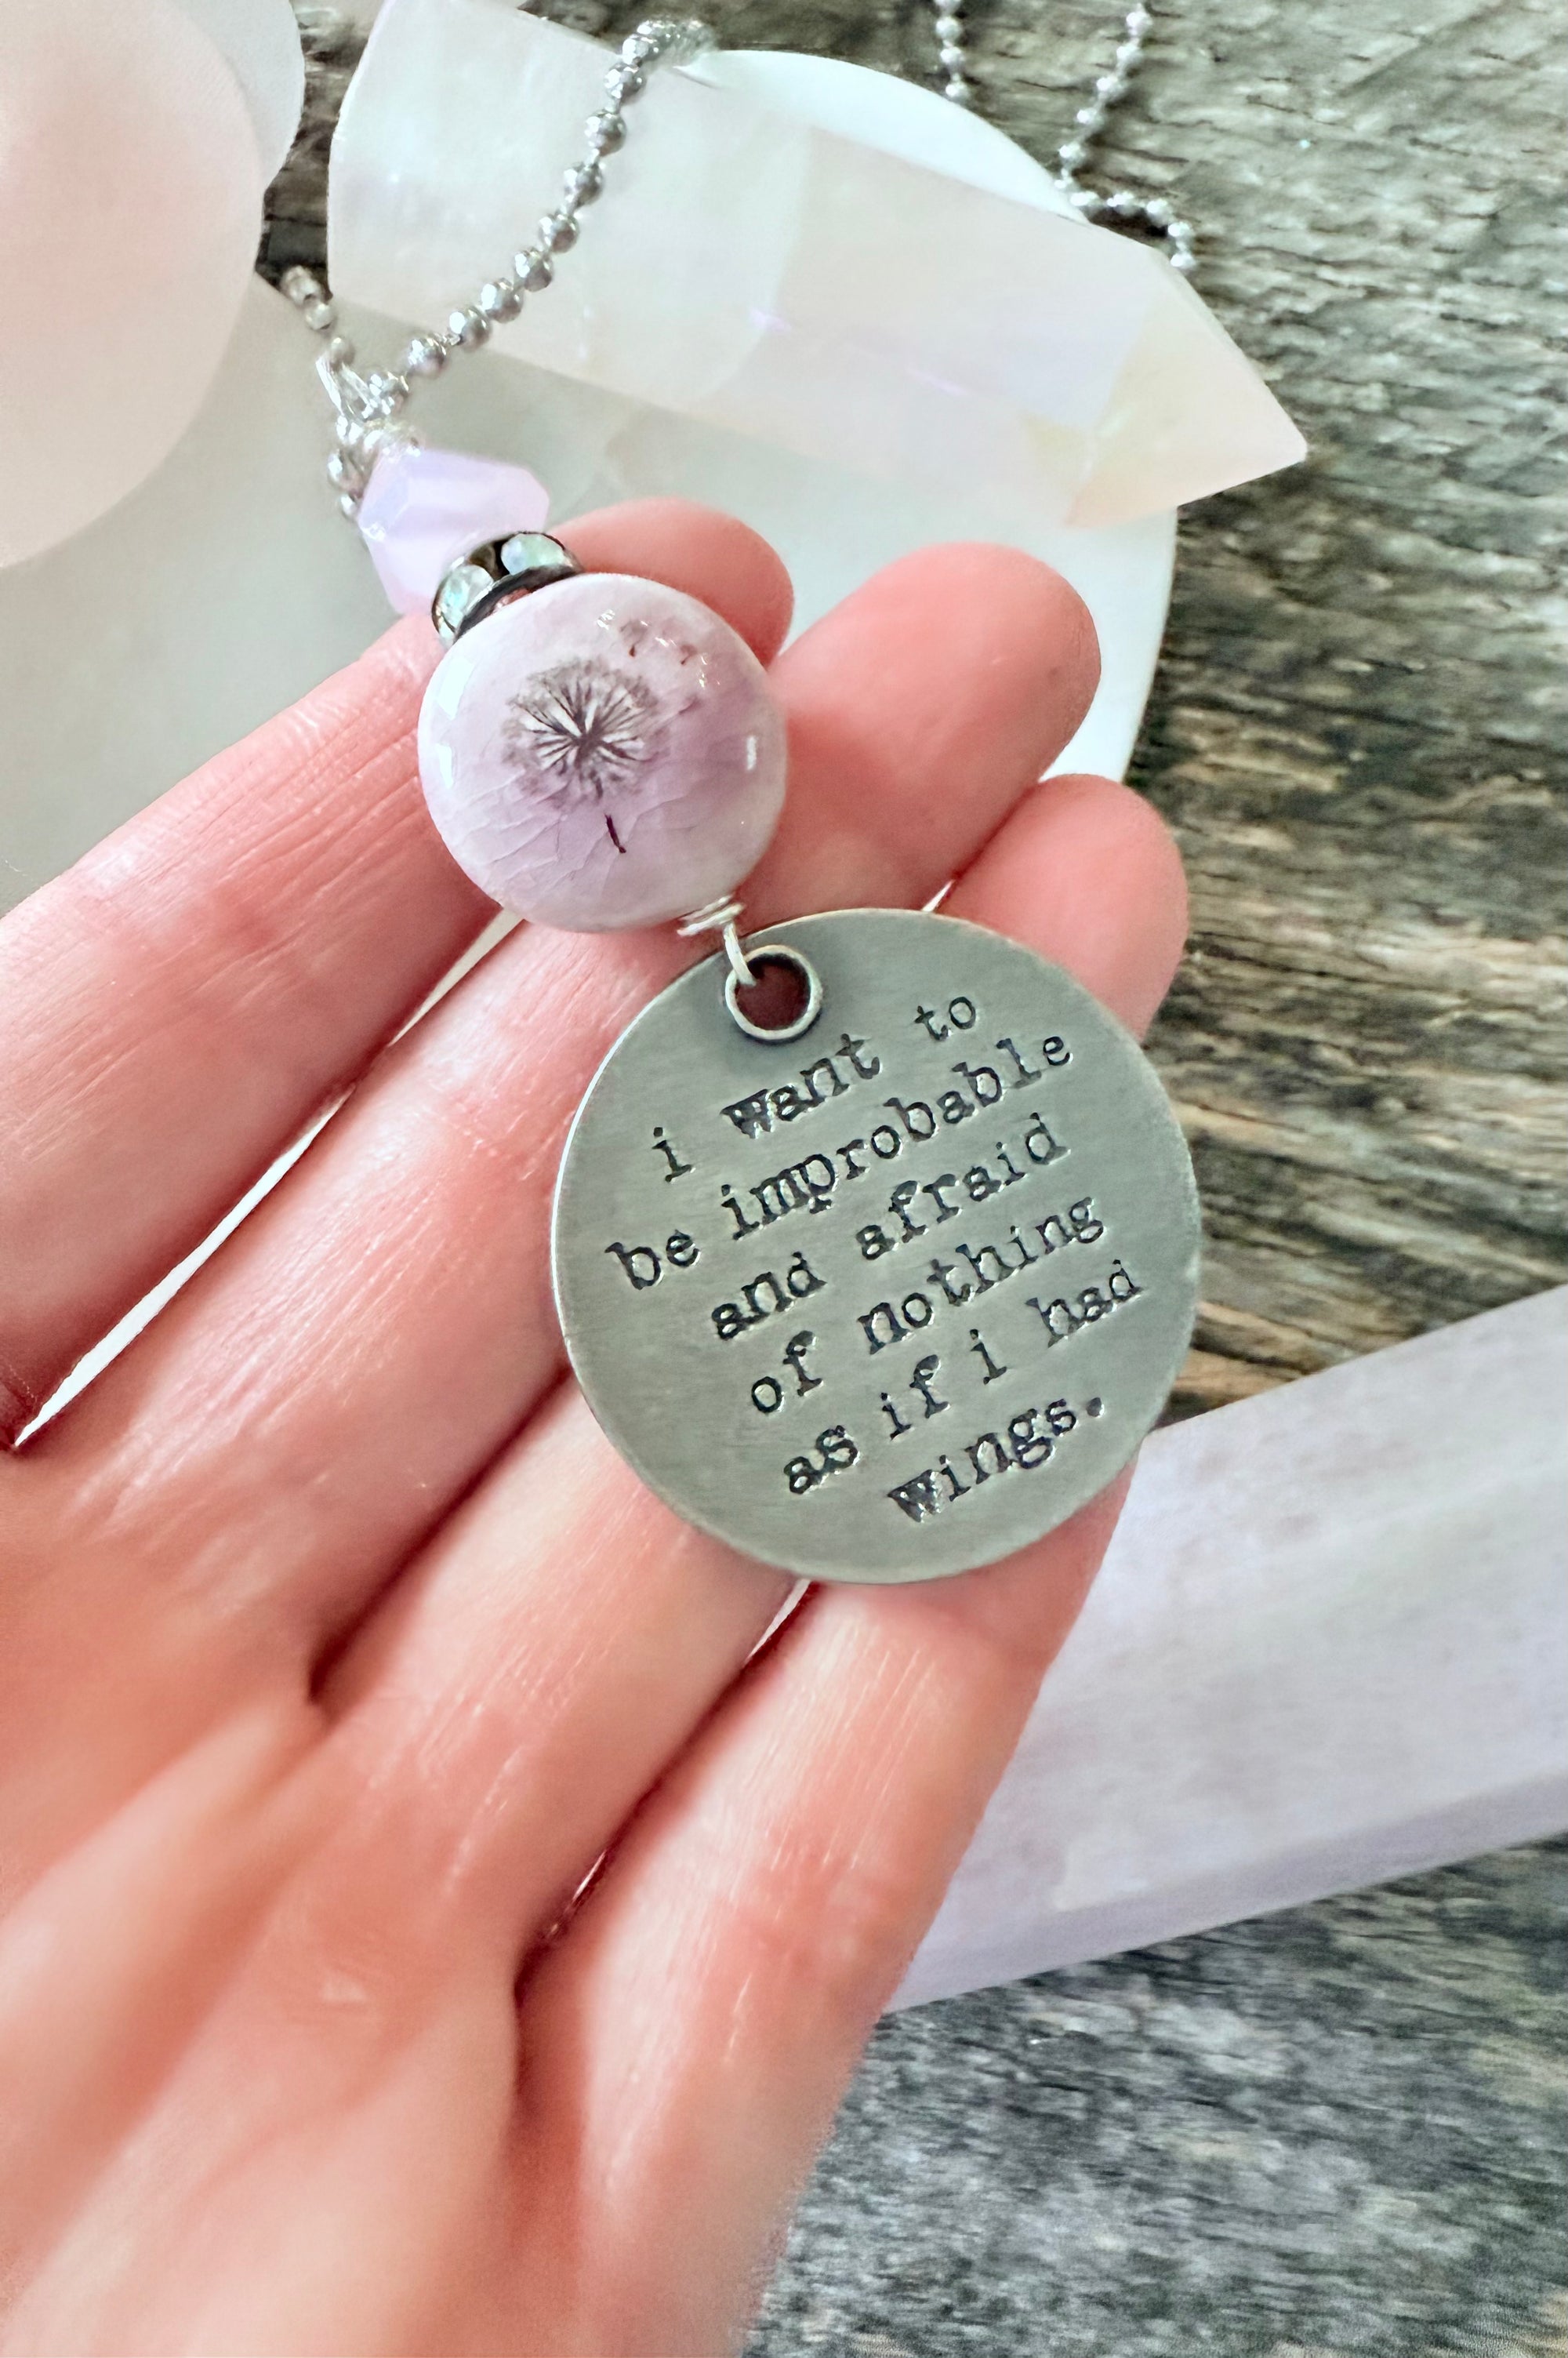 i want to
be improbable
and afraid
of nothing
as if i had
wings.